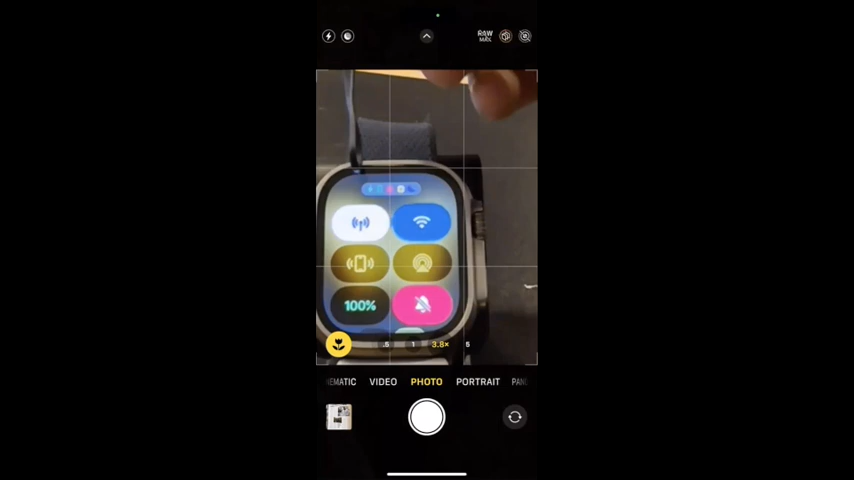 RAW
MAX
100%
.5 1 3.8× 5
EMATIC VIDEO PHOTO PORTRAIT PAN